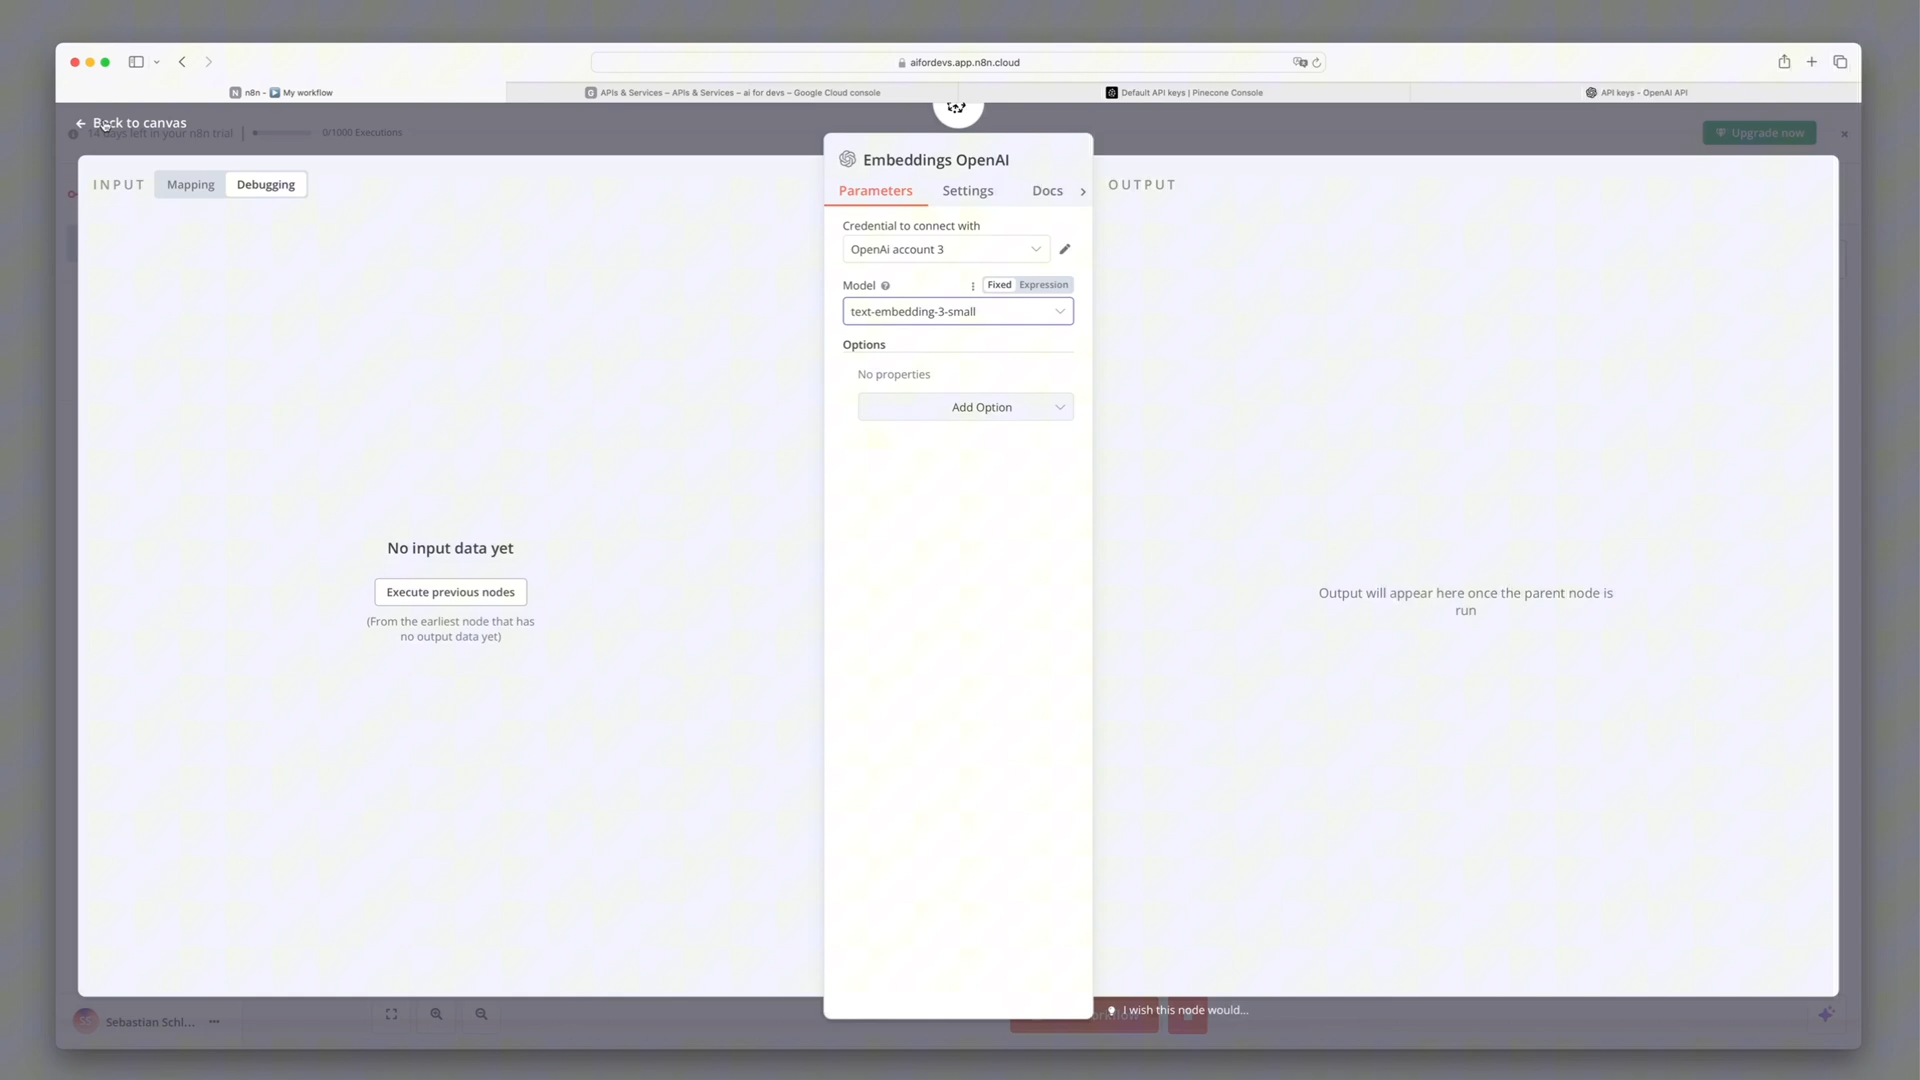 aifordevs.app.n8n.cloud
n8n - ▶ My workflow
APIs & Services – APIs & Services – ai for devs – Google Cloud console
Default API keys | Pinecone Console
API keys - OpenAI API
Back to canvas
14 days left in your n8n trial
0/1000 Executions
Upgrade now
Embeddings OpenAI
INPUT
Mapping
Debugging
Parameters
Settings
Docs
OUTPUT
Credential to connect with
OpenAi account 3
Model
Fixed
Expression
text-embedding-3-small
Options
No properties
Add Option
No input data yet
Execute previous nodes
(From the earliest node that has
no output data yet)
Output will appear here once the parent node is
run
I wish this node would...
SS
Sebastian Schl...